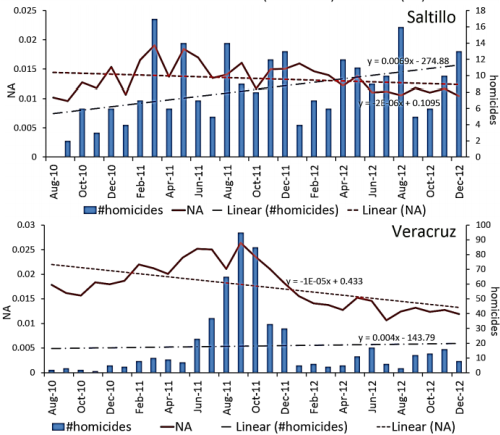 Saltillo
0.025
0.02
0.015
0.01
0.005
0
NA
18
16
14
12
10
8
6
4
2
0
homicides
y = 0.0069x - 274.88
y = -2E-06x + 0.1095
Aug-10 Oct-10 Dec-10 Feb-11 Apr-11 Jun-11 Aug-11 Oct-11 Dec-11 Feb-12 Apr-12 Jun-12 Aug-12 Oct-12 Dec-12
#homicides NA Linear (#homicides) Linear (NA)
Veracruz
0.03
0.025
0.02
0.015
0.01
0.005
0
NA
100
90
80
70
60
50
40
30
20
10
0
homicides
y = -1E-05x + 0.433
y = 0.004x - 143.79
Aug-10 Oct-10 Dec-10 Feb-11 Apr-11 Jun-11 Aug-11 Oct-11 Dec-11 Feb-12 Apr-12 Jun-12 Aug-12 Oct-12 Dec-12
#homicides NA Linear (#homicides) Linear (NA)